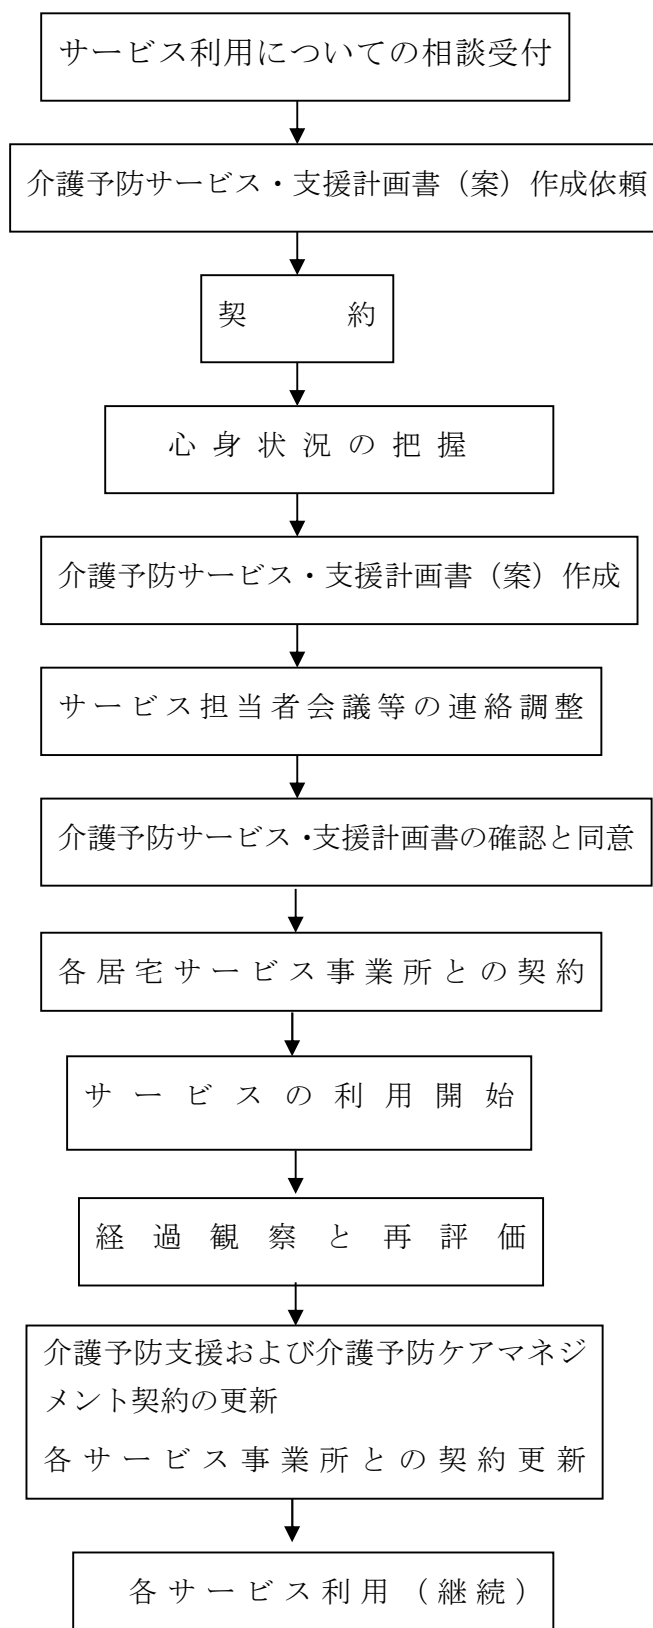 サービス利用についての相談受付
介護予防サービス・支援計画書（案）作成依頼
契　　　約
心身状況の把握
介護予防サービス・支援計画書（案）作成
サービス担当者会議等の連絡調整
介護予防サービス・支援計画書の確認と同意
各居宅サービス事業所との契約
サービスの利用開始
経過観察と再評価
介護予防支援および介護予防ケアマネジ
メント契約の更新
各サービス事業所との契約更新
各サービス利用（継続）